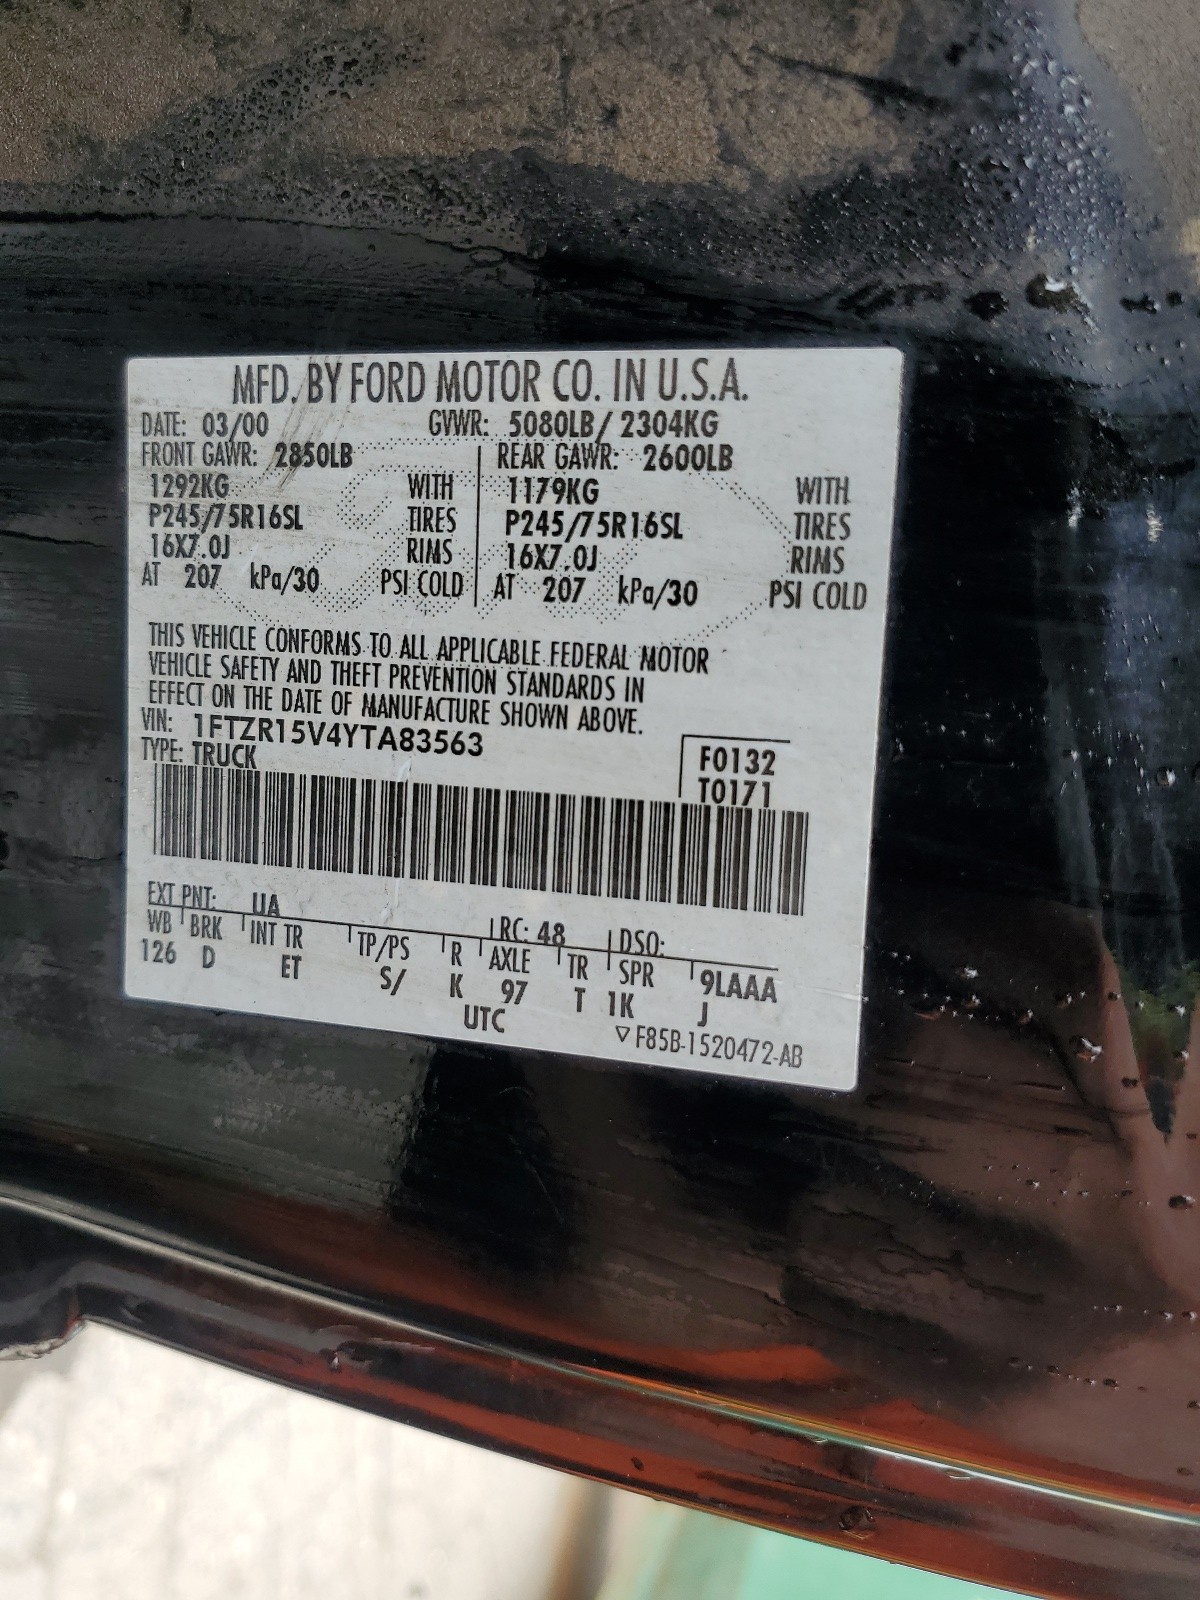 MFD. BY FORD MOTOR CO. IN U.S.A.
DATE: 03/00 GVWR: 5080LB/ 2304KG
FRONT GAWR: 2850LB REAR GAWR: 2600LB
1292KG WITH 1179KG WITH
P245/75R16SL TIRES P245/75R16SL TIRES
16X7.0J RIMS 16X7.0J RIMS
AT 207 kPa/30 PSI COLD AT 207 kPa/30 PSI COLD
THIS VEHICLE CONFORMS TO ALL APPLICABLE FEDERAL MOTOR
VEHICLE SAFETY AND THEFT PREVENTION STANDARDS IN
EFFECT ON THE DATE OF MANUFACTURE SHOWN ABOVE.
VIN: 1FTZR15V4YTA83563
TYPE: TRUCK
F0132
T0171
EXT PNT: UA RC: 48 DSO:
WB BRK INT TR TP/PS R AXLE TR SPR 9LAAA
126 D ET S/ K 97 T 1K J
UTC
▽F85B-1520472-AB